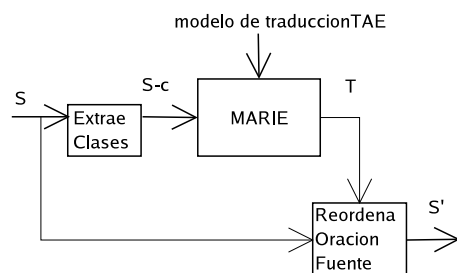 modelo de traduccionTAE
S
S-c
T
Extrae
Clases
MARIE
Reordena
Oracion
Fuente
S'